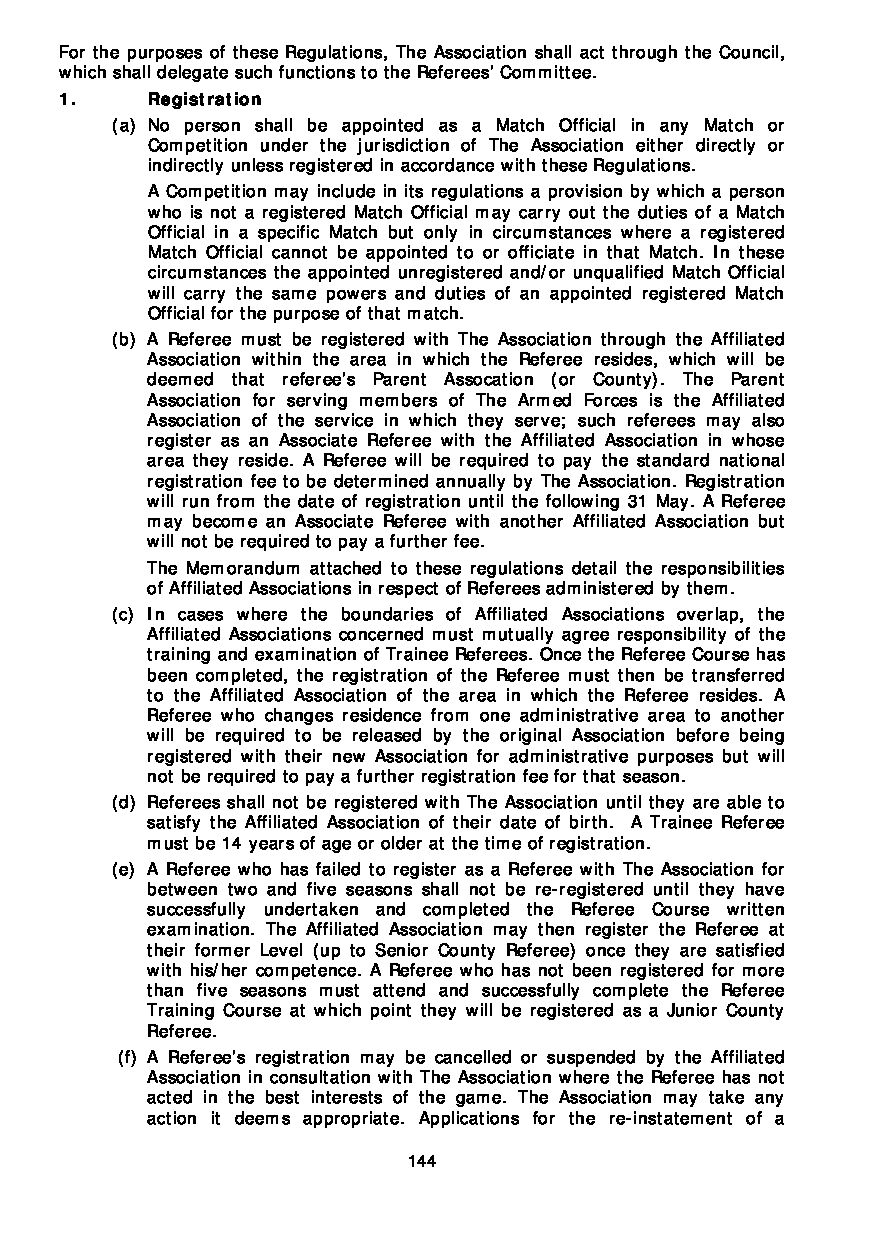 For the purposes of these Regulations, The Association shall act through the Council,
which shall delegate such functions to the Referees' Committee.
1. Registration
(a) No person shall be appointed as a Match Official in any Match or
Competition under the jurisdiction of The Association either directly or
indirectly unless registered in accordance with these Regulations.
A Competition may include in its regulations a provision by which a person
who is not a registered Match Official may carry out the duties of a Match
Official in a specific Match but only in circumstances where a registered
Match Official cannot be appointed to or officiate in that Match. In these
circumstances the appointed unregistered and/or unqualified Match Official
will carry the same powers and duties of an appointed registered Match
Official for the purpose of that match.
(b) A Referee must be registered with The Association through the Affiliated
Association within the area in which the Referee resides, which will be
deemed that referee's Parent Assocation (or County). The Parent
Association for serving members of The Armed Forces is the Affiliated
Association of the service in which they serve; such referees may also
register as an Associate Referee with the Affiliated Association in whose
area they reside. A Referee will be required to pay the standard national
registration fee to be determined annually by The Association. Registration
will run from the date of registration until the following 31 May. A Referee
may become an Associate Referee with another Affiliated Association but
will not be required to pay a further fee.
The Memorandum attached to these regulations detail the responsibilities
of Affiliated Associations in respect of Referees administered by them.
(c) In cases where the boundaries of Affiliated Associations overlap, the
Affiliated Associations concerned must mutually agree responsibility of the
training and examination of Trainee Referees. Once the Referee Course has
been completed, the registration of the Referee must then be transferred
to the Affiliated Association of the area in which the Referee resides. A
Referee who changes residence from one administrative area to another
will be required to be released by the original Association before being
registered with their new Association for administrative purposes but will
not be required to pay a further registration fee for that season.
(d) Referees shall not be registered with The Association until they are able to
satisfy the Affiliated Association of their date of birth. A Trainee Referee
must be 14 years of age or older at the time of registration.
(e) A Referee who has failed to register as a Referee with The Association for
between two and five seasons shall not be re-registered until they have
successfully undertaken and completed the Referee Course written
examination. The Affiliated Association may then register the Referee at
their former Level (up to Senior County Referee) once they are satisfied
with his/her competence. A Referee who has not been registered for more
than five seasons must attend and successfully complete the Referee
Training Course at which point they will be registered as a Junior County
Referee.
(f) A Referee's registration may be cancelled or suspended by the Affiliated
Association in consultation with The Association where the Referee has not
acted in the best interests of the game. The Association may take any
action it deems appropriate. Applications for the re-instatement of a
144